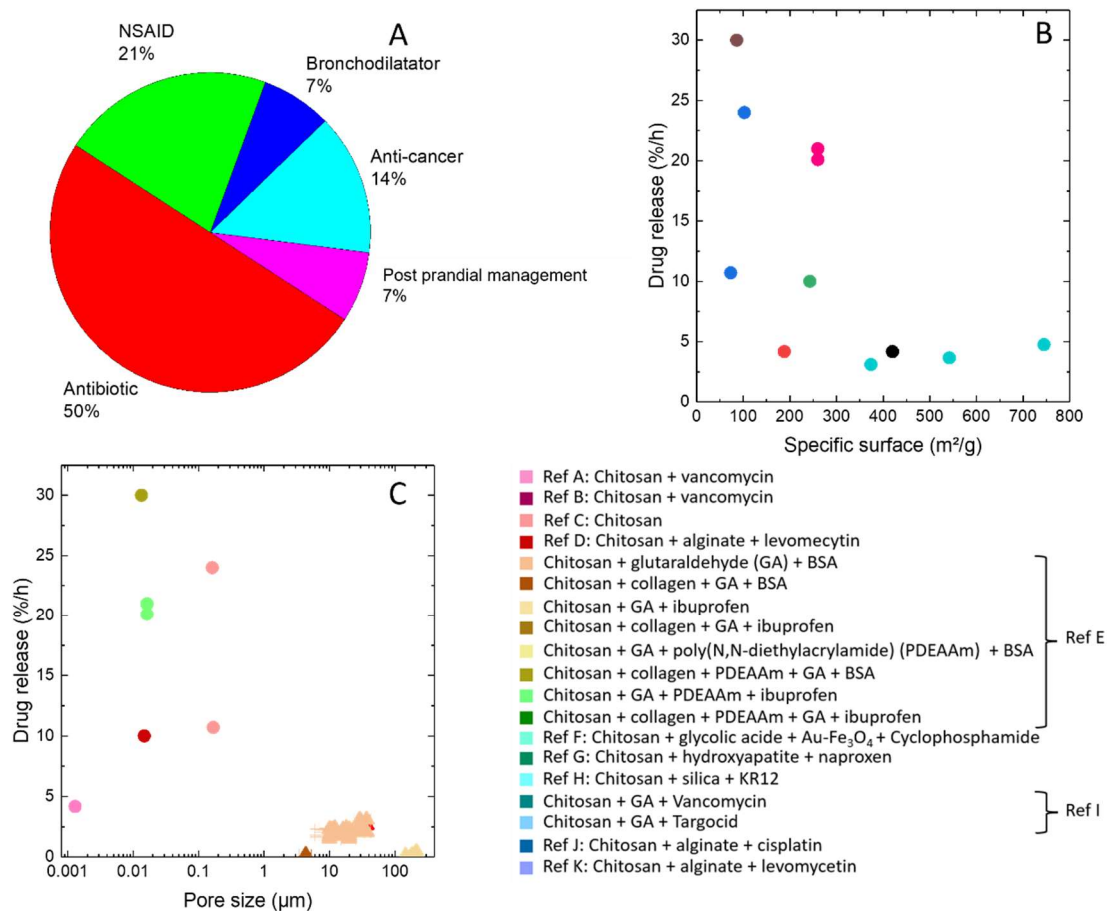 A
NSAID
21%
Bronchodilatator
7%
Anti-cancer
14%
Post prandial management
7%
Antibiotic
50%
B
Drug release (%/h)
30
25
20
15
10
5
0
0 100 200 300 400 500 600 700 800
Specific surface (m²/g)
C
Drug release (%/h)
30
25
20
15
10
5
0
0.001 0.01 0.1 1 10 100
Pore size (µm)
Ref A: Chitosan + vancomycin
Ref B: Chitosan + vancomycin
Ref C: Chitosan
Ref D: Chitosan + alginate + levomecytin
Chitosan + glutaraldehyde (GA) + BSA
Chitosan + collagen + GA + BSA
Chitosan + GA + ibuprofen
Chitosan + collagen + GA + ibuprofen
Chitosan + GA + poly(N,N-diethylacrylamide) (PDEAAm) + BSA
Chitosan + collagen + PDEAAm + GA + BSA
Chitosan + GA + PDEAAm + ibuprofen
Chitosan + collagen + PDEAAm + GA + ibuprofen
Ref E
Ref F: Chitosan + glycolic acide + Au-Fe₃O₄ + Cyclophosphamide
Ref G: Chitosan + hydroxyapatite + naproxen
Ref H: Chitosan + silica + KR12
Chitosan + GA + Vancomycin
Chitosan + GA + Targocid
Ref I
Ref J: Chitosan + alginate + cisplatin
Ref K: Chitosan + alginate + levomycetin